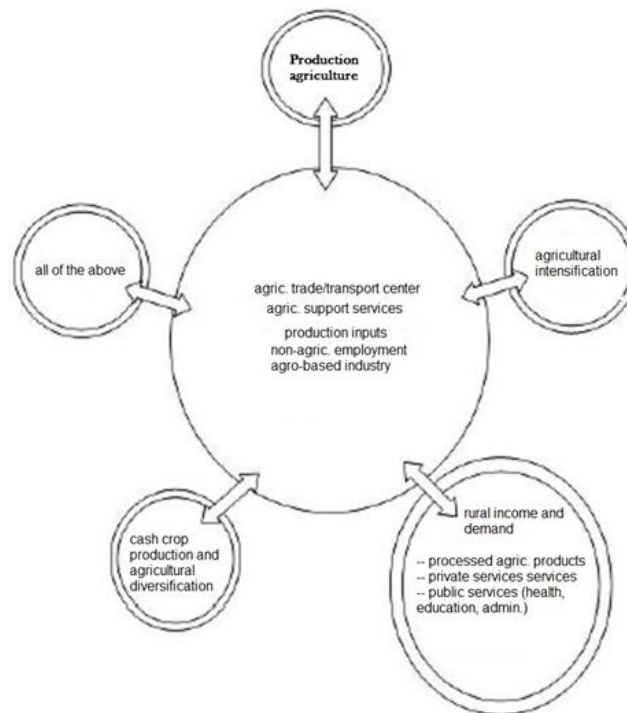 Production
agriculture
all of the above
agricultural
intensification
agric. trade/transport center
agric. support services
production inputs
non-agric. employment
agro-based industry
cash crop
production and
agricultural
diversification
rural income and
demand
-- processed agric. products
-- private services services
-- public services (health,
education, admin.)